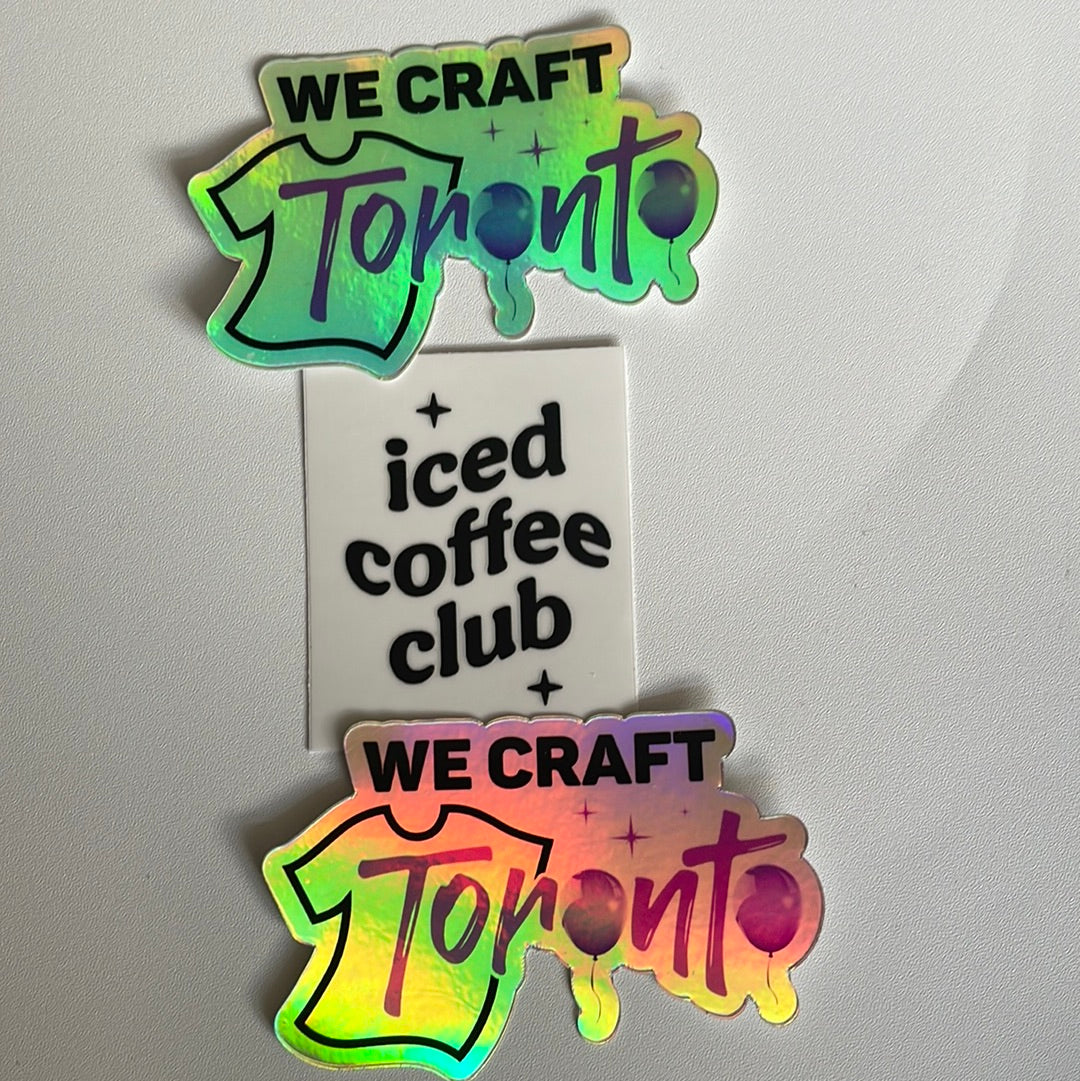 WE CRAFT
Toronto
iced
coffee
club
WE CRAFT
Toronto